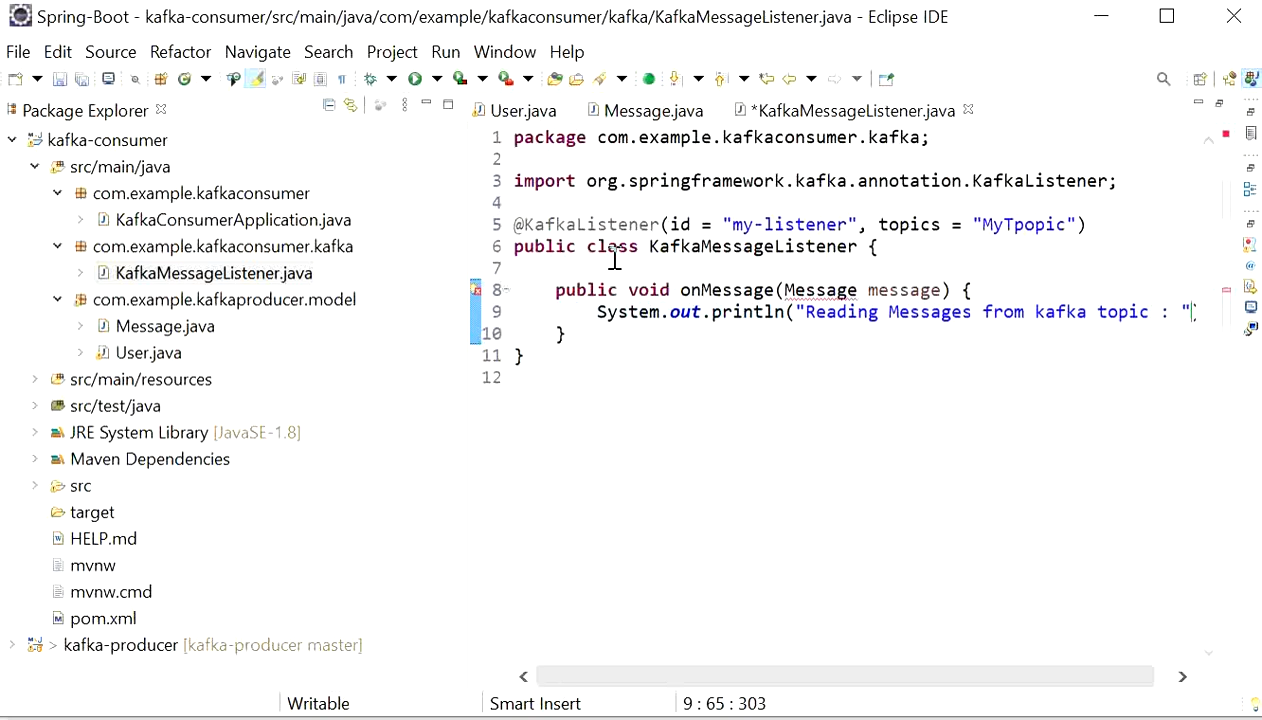 Spring-Boot - kafka-consumer/src/main/java/com/example/kafkaconsumer/kafka/KafkaMessageListener.java - Eclipse IDE
File Edit Source Refactor Navigate Search Project Run Window Help
Package Explorer
User.java Message.java *KafkaMessageListener.java
kafka-consumer
src/main/java
com.example.kafkaconsumer
KafkaConsumerApplication.java
com.example.kafkaconsumer.kafka
KafkaMessageListener.java
com.example.kafkaproducer.model
Message.java
User.java
src/main/resources
src/test/java
JRE System Library [JavaSE-1.8]
Maven Dependencies
src
target
HELP.md
mvnw
mvnw.cmd
pom.xml
> kafka-producer [kafka-producer master]
1 package com.example.kafkaconsumer.kafka;
2
3 import org.springframework.kafka.annotation.KafkaListener;
4
5 @KafkaListener(id = "my-listener", topics = "MyTpopic")
6 public class KafkaMessageListener {
7
8 public void onMessage(Message message) {
9 System.out.println("Reading Messages from kafka topic : "
10 }
11 }
12
Writable Smart Insert 9 : 65 : 303